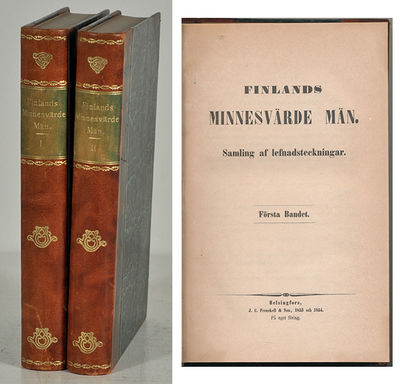 Finlands
Minnesvärde
Män.
I
Finlands
Minnesvärde
Män.
II
FINLANDS
MINNESVÄRDE MÄN.
Samling af lefnadsteckningar.
Första Bandet.
Helsingfors,
J. C. Frenckell & Son, 1853 och 1854.
På eget förlag.